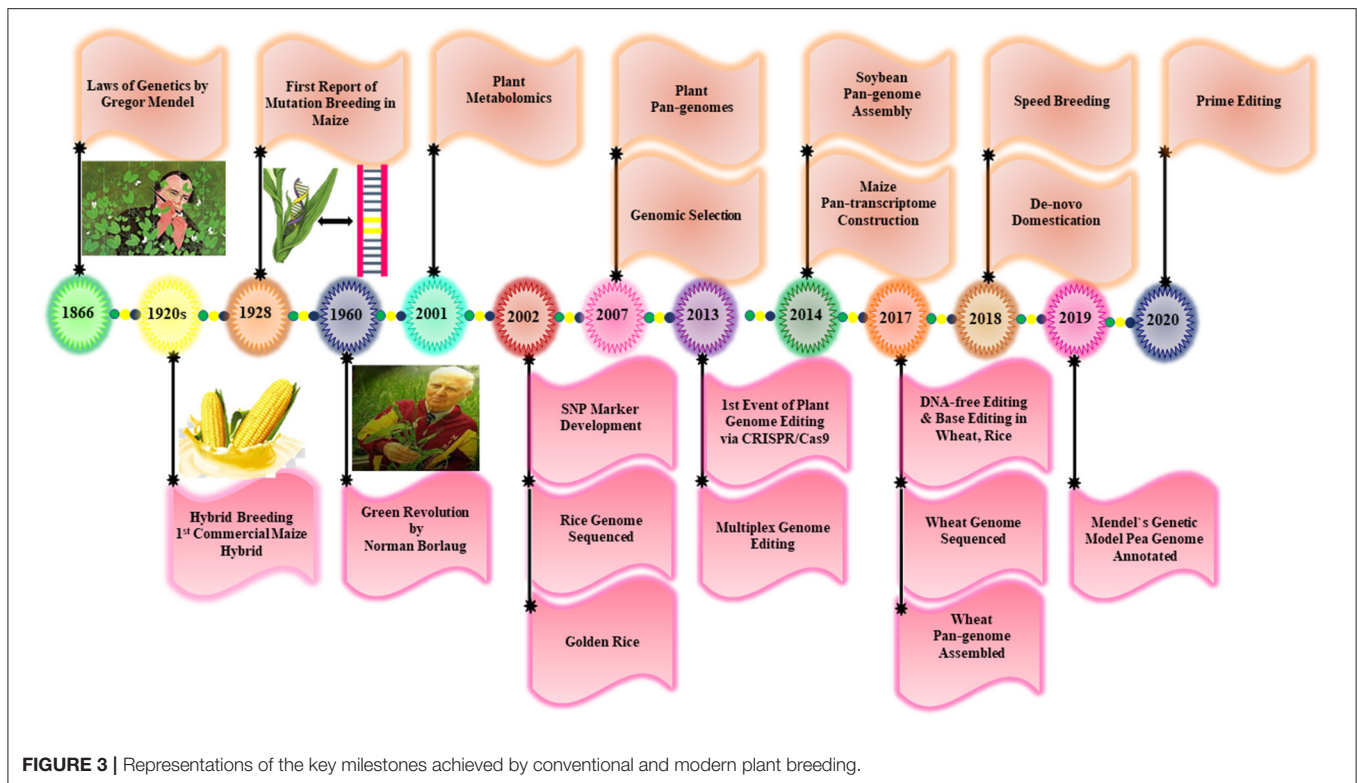 Laws of Genetics by
Gregor Mendel
First Report of
Mutation Breeding in
Maize
Plant
Metabolomics
Plant
Pan-genomes
Soybean
Pan-genome
Assembly
Speed Breeding
Prime Editing
Genomic Selection
Maize
Pan-transcriptome
Construction
De-novo
Domestication
1866
1920s
1928
1960
2001
2002
2007
2013
2014
2017
2018
2019
2020
SNP Marker
Development
1st Event of Plant
Genome Editing
via CRISPR/Cas9
DNA-free Editing
& Base Editing in
Wheat, Rice
Hybrid Breeding
1st Commercial Maize
Hybrid
Green Revolution
by
Norman Borlaug
Rice Genome
Sequenced
Multiplex Genome
Editing
Wheat Genome
Sequenced
Mendel`s Genetic
Model Pea Genome
Annotated
Golden Rice
Wheat
Pan-genome
Assembled
FIGURE 3 | Representations of the key milestones achieved by conventional and modern plant breeding.